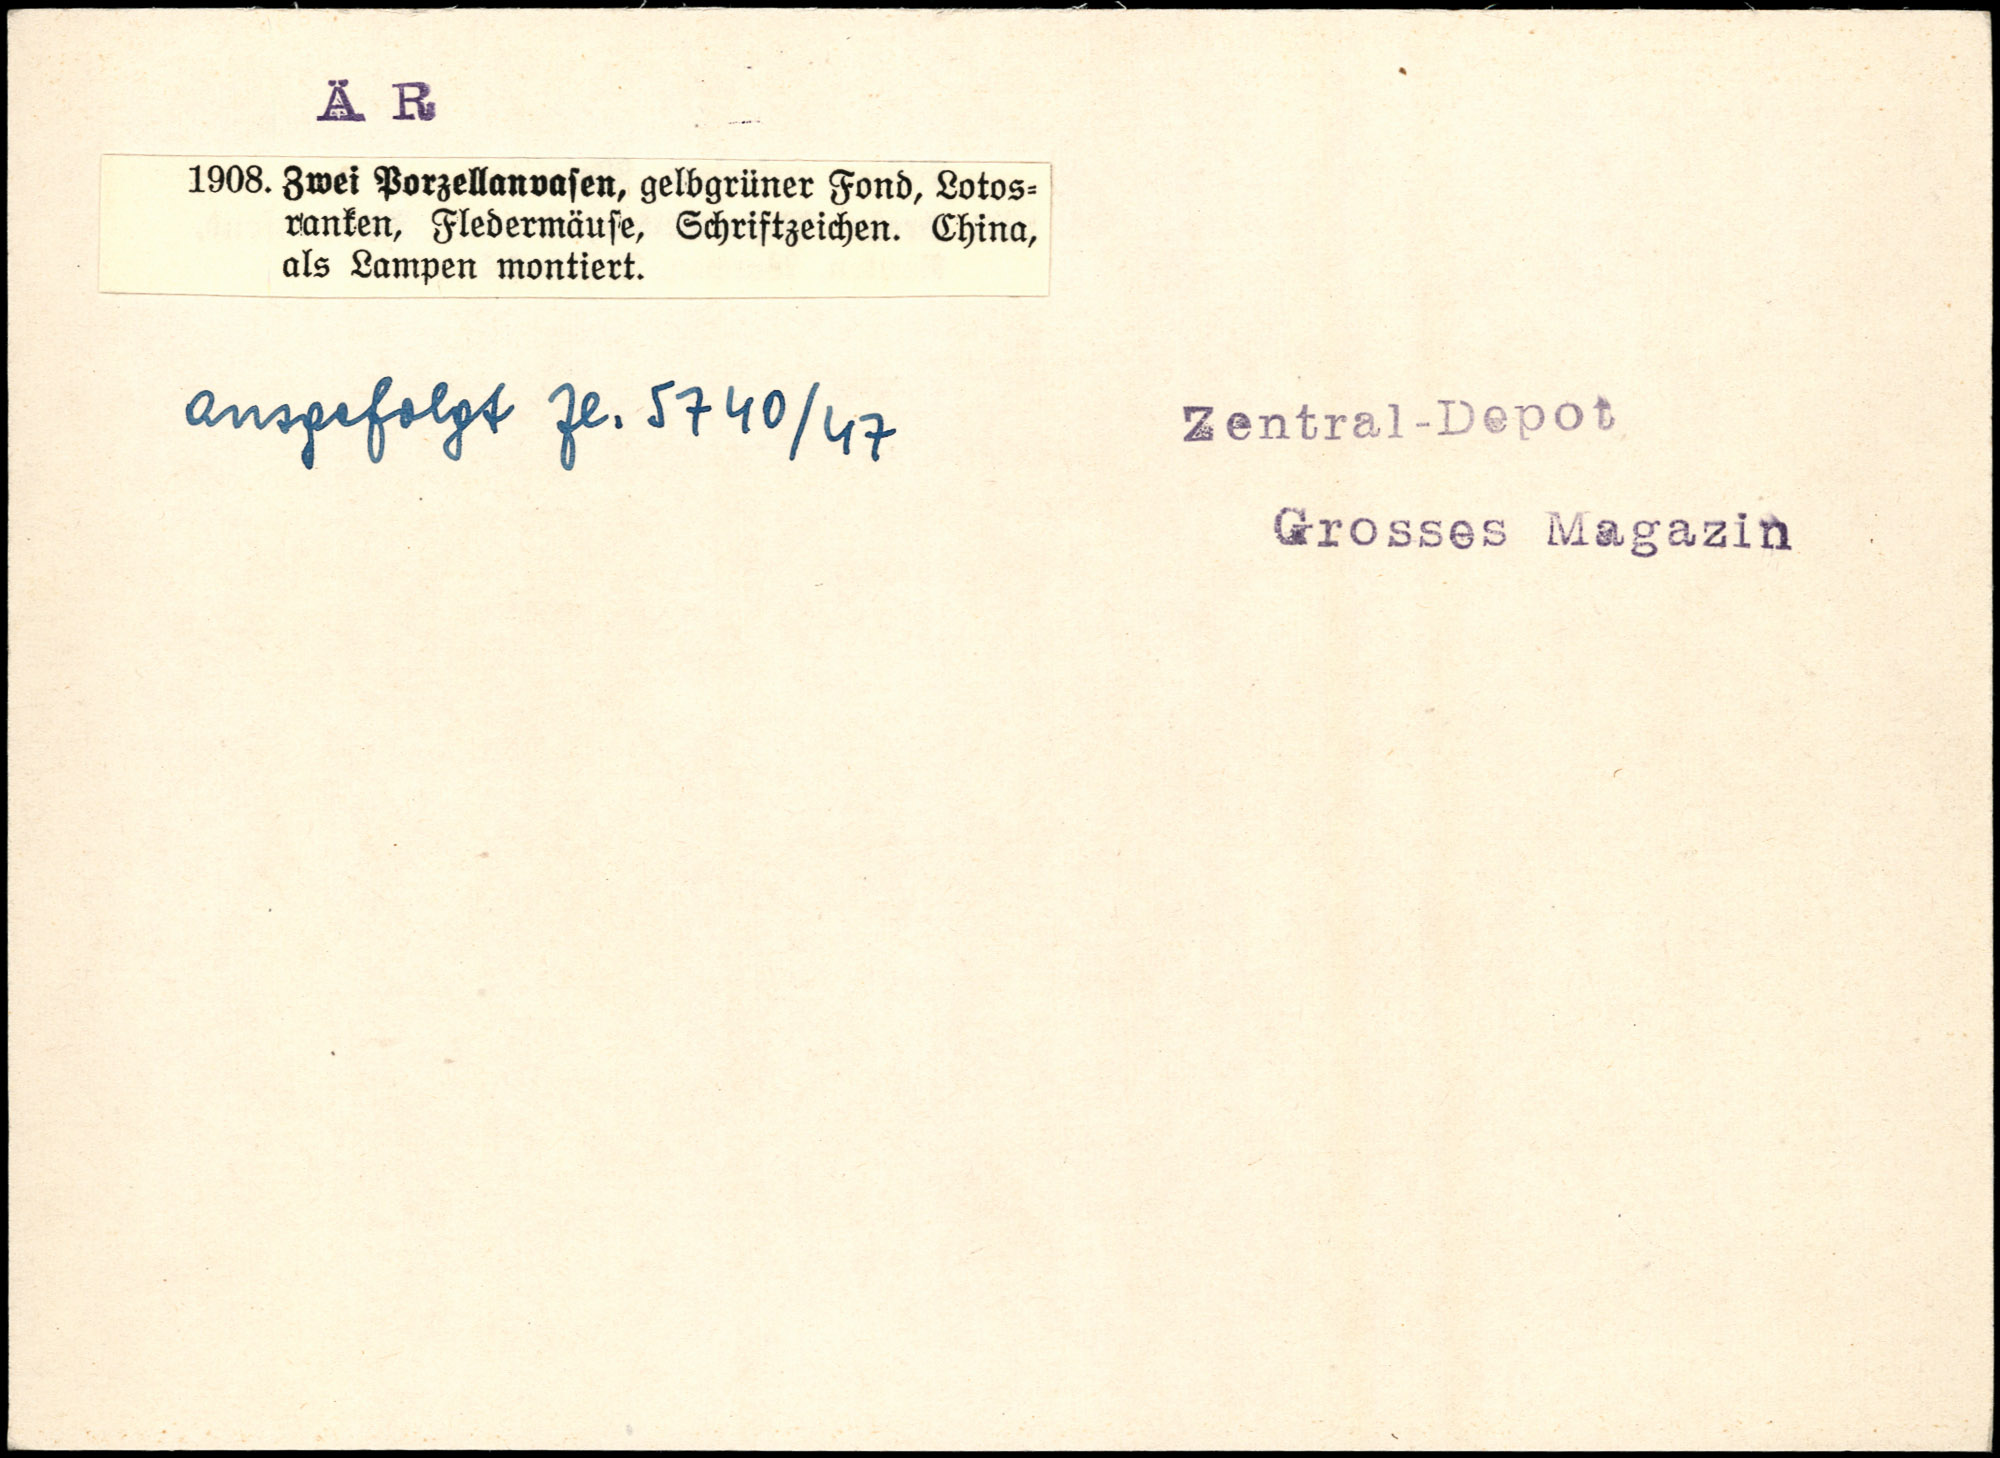 Ä R
1908. Zwei Porzellanvasen, gelbgrüner Fond, Lotos-
ranken, Fledermäuse, Schriftzeichen. China,
als Lampen montiert.
ausgefolgt Zl. 5740/47
Zentral-Depot
Grosses Magazin